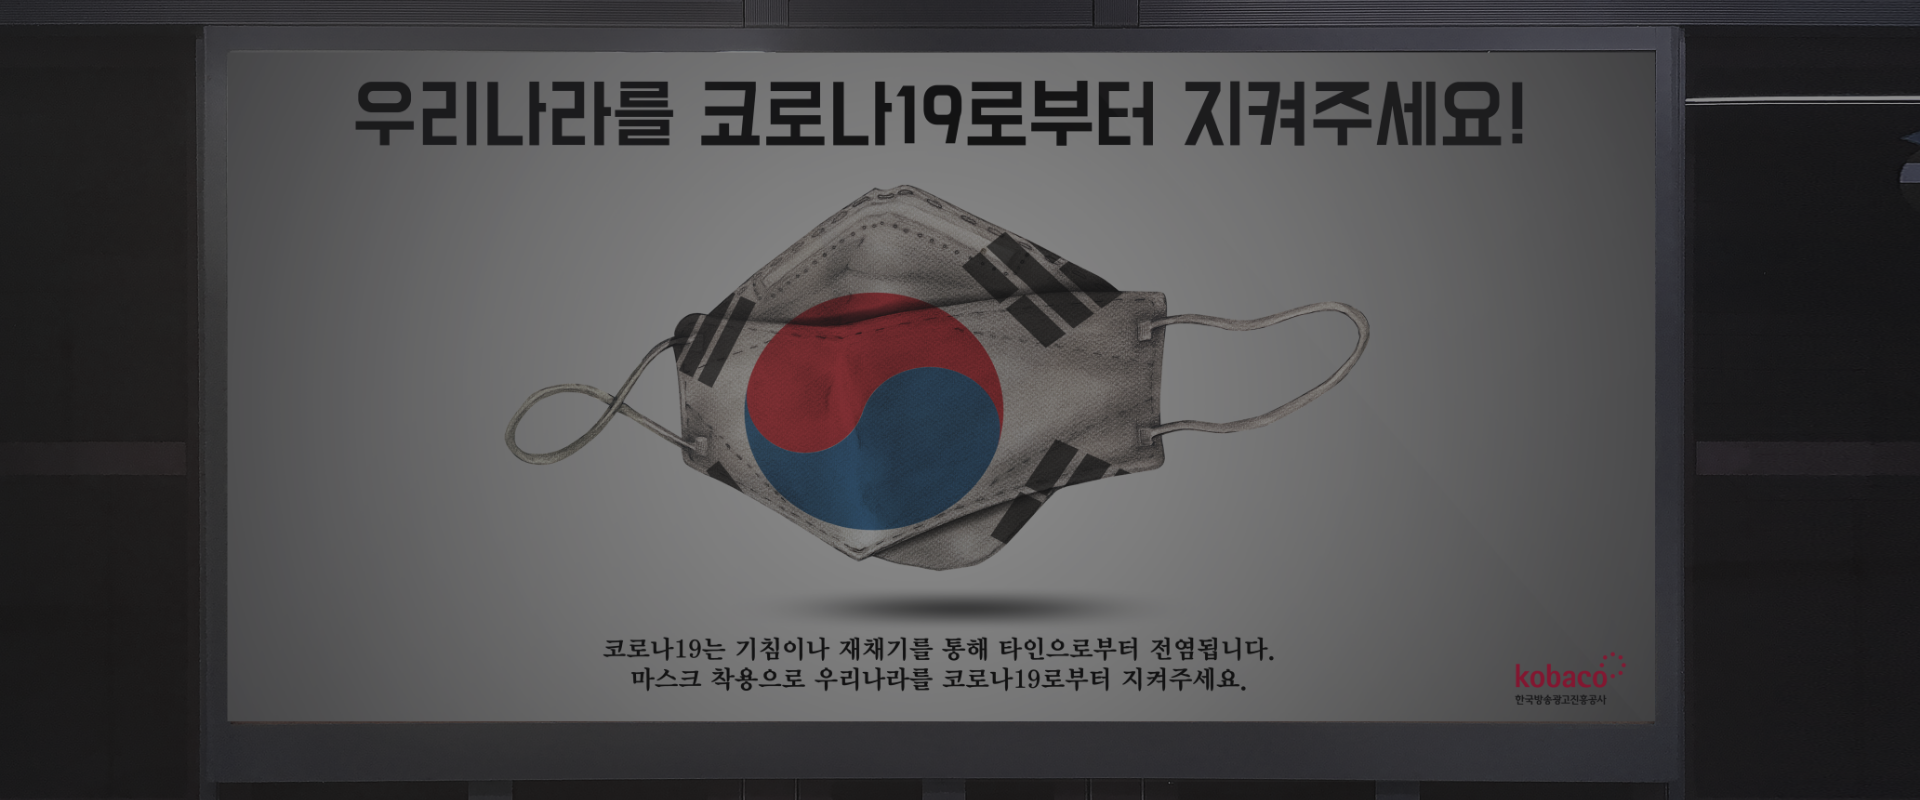 우리나라를 코로나19로부터 지켜주세요!
코로나19는 기침이나 재채기를 통해 타인으로부터 전염됩니다.
마스크 착용으로 우리나라를 코로나19로부터 지켜주세요.
kobaco
한국방송광고진흥공사